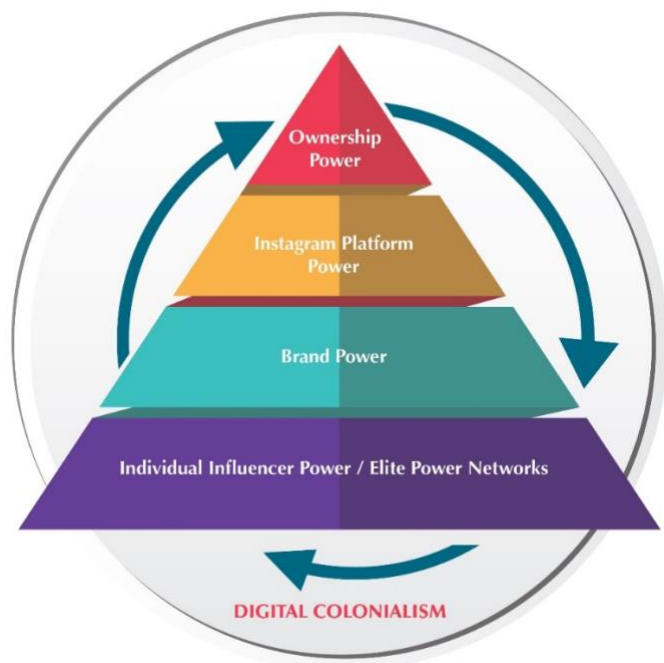 Ownership
Power
Instagram Platform
Power
Brand Power
Individual Influencer Power / Elite Power Networks
DIGITAL COLONIALISM